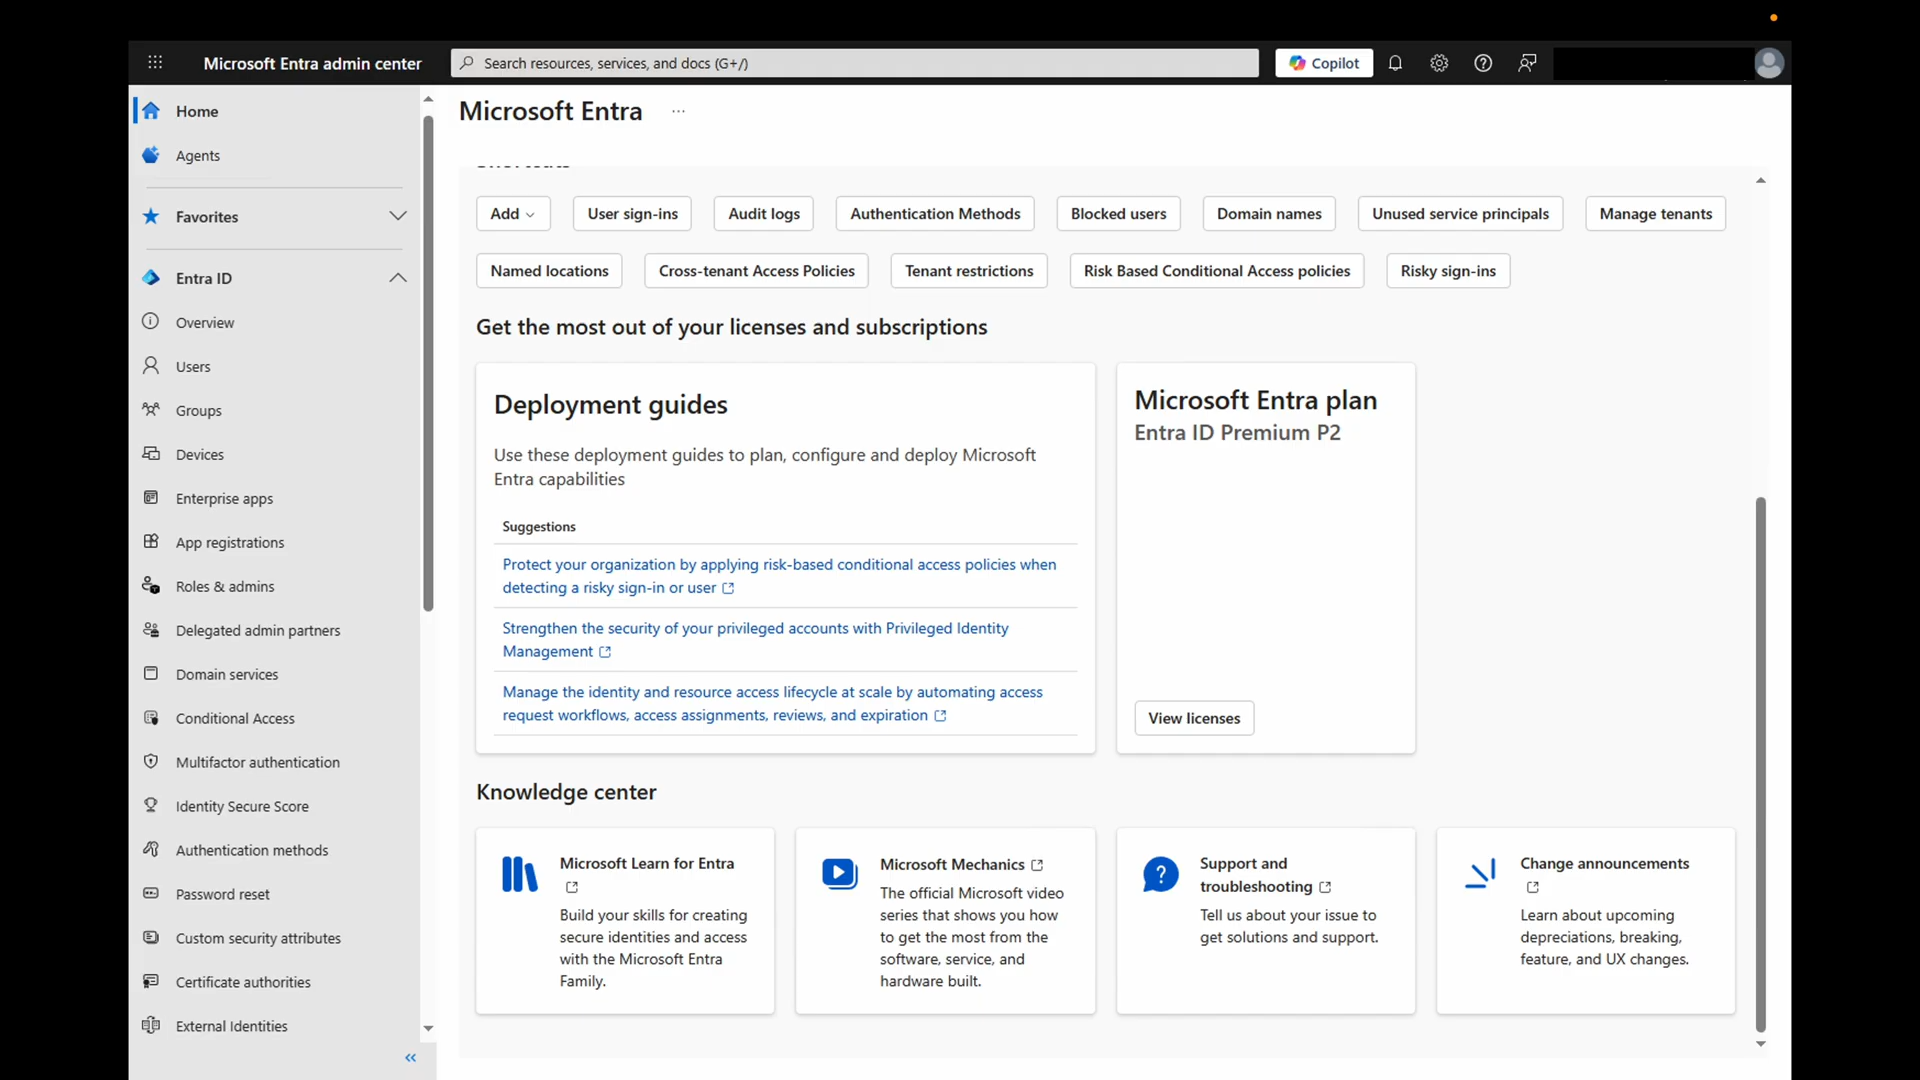 Microsoft Entra admin center
Search resources, services, and docs (G+/)
Copilot
Home
Agents
Favorites
Entra ID
Overview
Users
Groups
Devices
Enterprise apps
App registrations
Roles & admins
Delegated admin partners
Domain services
Conditional Access
Multifactor authentication
Identity Secure Score
Authentication methods
Password reset
Custom security attributes
Certificate authorities
External Identities
Microsoft Entra
Add
User sign-ins
Audit logs
Authentication Methods
Blocked users
Domain names
Unused service principals
Manage tenants
Named locations
Cross-tenant Access Policies
Tenant restrictions
Risk Based Conditional Access policies
Risky sign-ins
Get the most out of your licenses and subscriptions
Deployment guides
Use these deployment guides to plan, configure and deploy Microsoft
Entra capabilities
Suggestions
Protect your organization by applying risk-based conditional access policies when
detecting a risky sign-in or user
Strengthen the security of your privileged accounts with Privileged Identity
Management
Manage the identity and resource access lifecycle at scale by automating access
request workflows, access assignments, reviews, and expiration
Microsoft Entra plan
Entra ID Premium P2
View licenses
Knowledge center
Microsoft Learn for Entra
Build your skills for creating
secure identities and access
with the Microsoft Entra
Family.
Microsoft Mechanics
The official Microsoft video
series that shows you how
to get the most from the
software, service, and
hardware built.
Support and
troubleshooting
Tell us about your issue to
get solutions and support.
Change announcements
Learn about upcoming
depreciations, breaking,
feature, and UX changes.